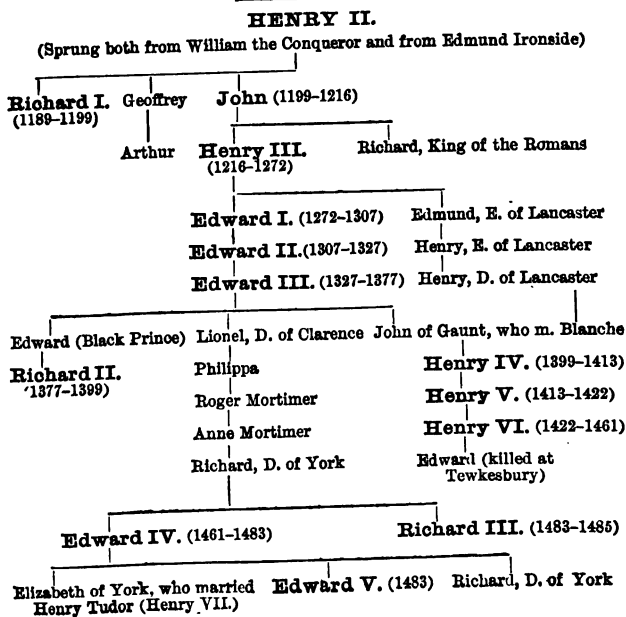 HENRY II.
(Sprung both from William the Conqueror and from Edmund Ironside)
Richard I. Geoffrey John (1199–1216)
(1189–1199)
Arthur Henry III. Richard, King of the Romans
(1216–1272)
Edward I. (1272–1307) Edmund, E. of Lancaster
Edward II. (1307–1327) Henry, E. of Lancaster
Edward III. (1327–1377) Henry, D. of Lancaster
Edward (Black Prince) Lionel, D. of Clarence John of Gaunt, who m. Blanche
Richard II. Philippa Henry IV. (1399–1413)
(1377–1399)
Roger Mortimer Henry V. (1413–1422)
Anne Mortimer Henry VI. (1422–1461)
Richard, D. of York Edward (killed at
Tewkesbury)
Edward IV. (1461–1483) Richard III. (1483–1485)
Elizabeth of York, who married Edward V. (1483) Richard, D. of York
Henry Tudor (Henry VII.)